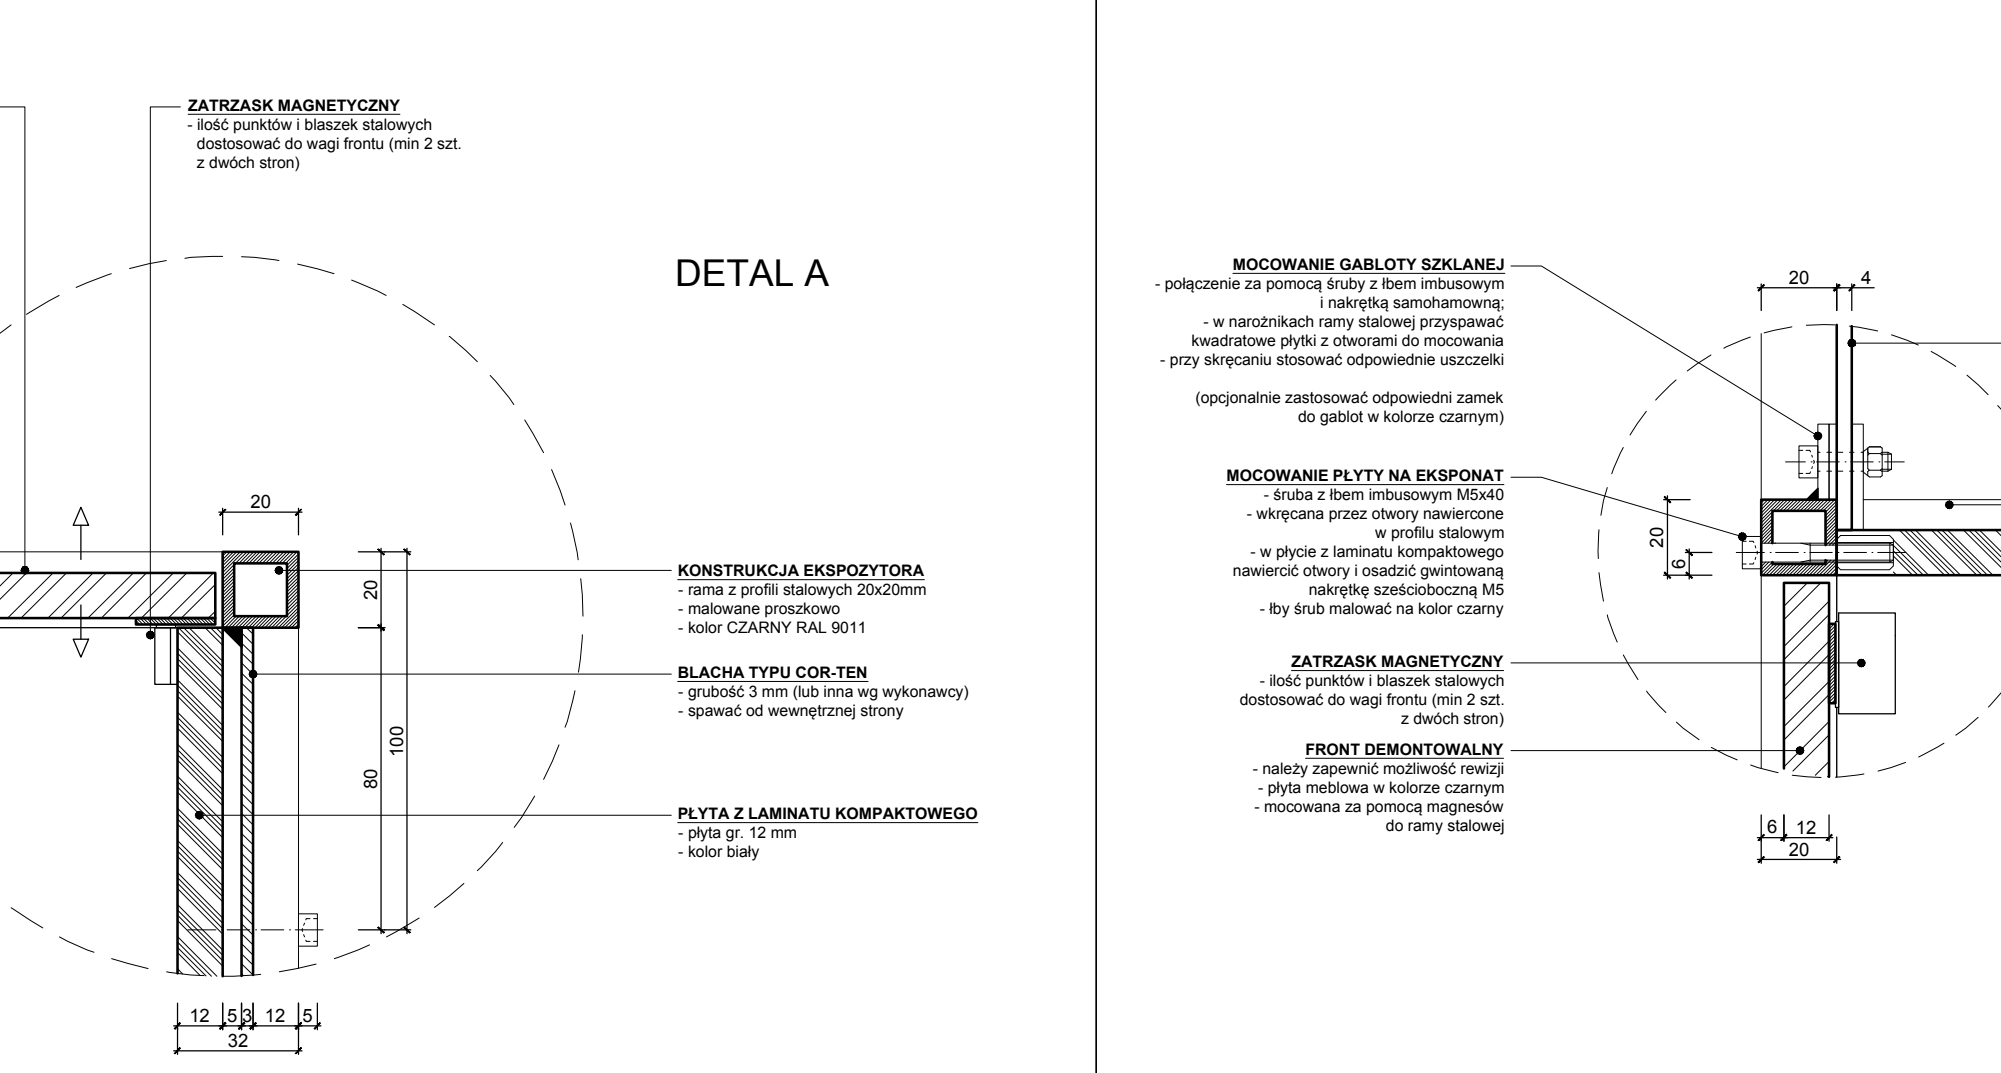 ZATRZASK MAGNETYCZNY
- ilość punktów i blaszek stalowych
dostosować do wagi frontu (min 2 szt.
z dwóch stron)
DETAL A
20
20
80
100
KONSTRUKCJA EKSPOZYTORA
- rama z profili stalowych 20x20mm
- malowane proszkowo
- kolor CZARNY RAL 9011
BLACHA TYPU COR-TEN
- grubość 3 mm (lub inna wg wykonawcy)
- spawać od wewnętrznej strony
PŁYTA Z LAMINATU KOMPAKTOWEGO
- płyta gr. 12 mm
- kolor biały
12 5 3 12 5
32
MOCOWANIE GABLOTY SZKLANEJ
- połączenie za pomocą śruby z łbem imbusowym
i nakrętką samohamowną;
- w narożnikach ramy stalowej przyspawać
kwadratowe płytki z otworami do mocowania
- przy skręcaniu stosować odpowiednie uszczelki
(opcjonalnie zastosować odpowiedni zamek
do gablot w kolorze czarnym)
MOCOWANIE PŁYTY NA EKSPONAT
- śruba z łbem imbusowym M5x40
- wkręcana przez otwory nawiercone
w profilu stalowym
- w płycie z laminatu kompaktowego
nawiercić otwory i osadzić gwintowaną
nakrętkę sześcioboczną M5
- łby śrub malować na kolor czarny
ZATRZASK MAGNETYCZNY
- ilość punktów i blaszek stalowych
dostosować do wagi frontu (min 2 szt.
z dwóch stron)
FRONT DEMONTOWALNY
- należy zapewnić możliwość rewizji
- płyta meblowa w kolorze czarnym
- mocowana za pomocą magnesów
do ramy stalowej
20 4
20
6
6 12
20